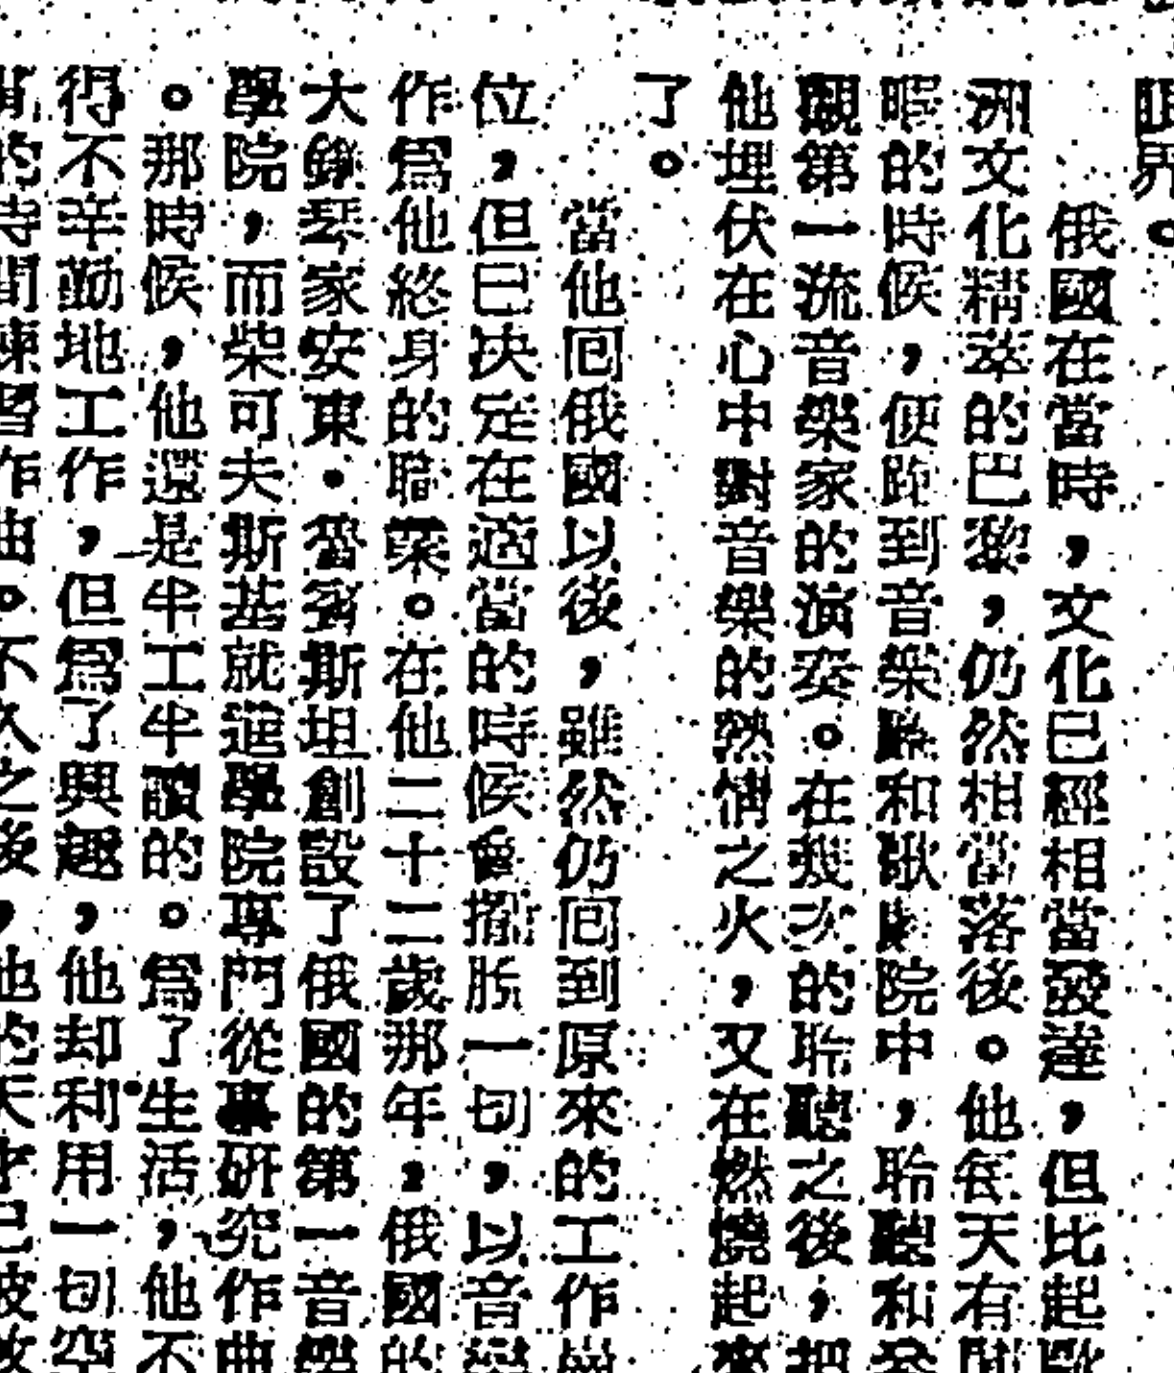 眼界。
俄國在當時，文化已經相當發達，但比起歐
洲文化精萃的巴黎，仍然相當落後。他每天有閒
暇的時候，便跑到音樂廳和歌劇院中，聆聽和參
觀第一流音樂家的演奏。在幾次的聆聽之後，把
他埋伏在心中對音樂的熱情之火，又在燃燒起來
了。
當他囘俄國以後，雖然仍囘到原來的工作崗
位，但已決定在適當的時候會擺脫一切，以音樂
作爲他終身的職業。在他二十二歲那年，俄國的
大鋼琴家安東・魯賓斯坦創設了俄國的第一音樂
學院，而柴可夫斯基就進學院專門從事研究作曲
。那時候，他還是半工半讀的。爲了生活，他不
得不辛勤地工作，但爲了興趣，他却利用一切空
的時間練習作曲。不久之後，他的天才已被